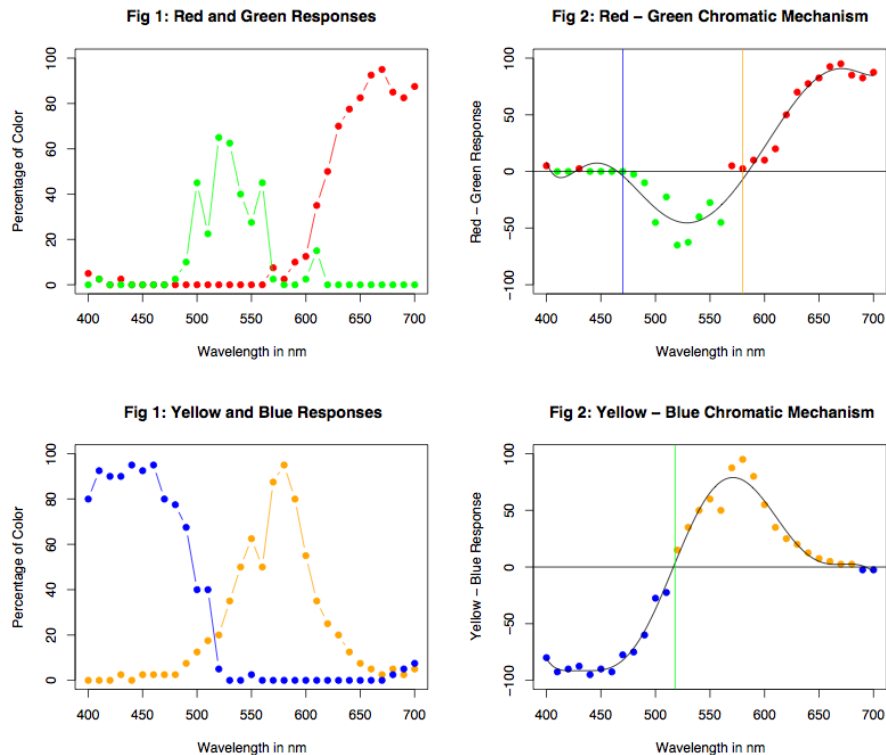 Fig 1: Red and Green Responses
Percentage of Color
100
80
60
40
20
0
400 450 500 550 600 650 700
Wavelength in nm
Fig 2: Red – Green Chromatic Mechanism
Red – Green Response
100
50
0
−50
−100
400 450 500 550 600 650 700
Wavelength in nm
Fig 1: Yellow and Blue Responses
Percentage of Color
100
80
60
40
20
0
400 450 500 550 600 650 700
Wavelength in nm
Fig 2: Yellow – Blue Chromatic Mechanism
Yellow – Blue Response
100
50
0
−50
−100
400 450 500 550 600 650 700
Wavelength in nm